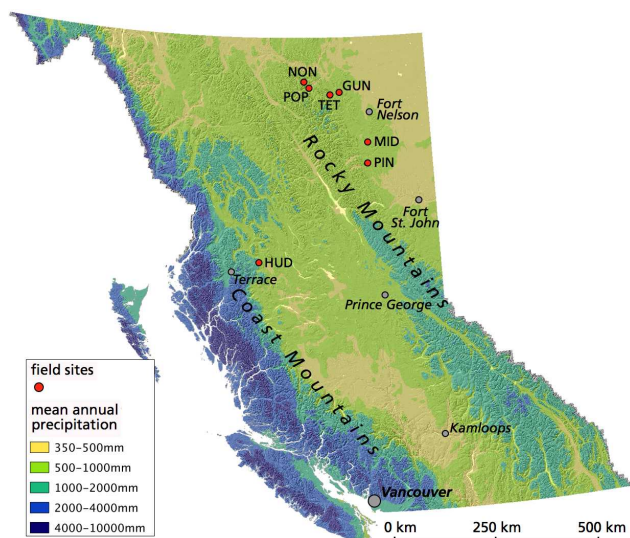 NON
GUN
POP
TET
Fort
Nelson
MID
PIN
Rocky Mountains
Fort
St. John
HUD
Terrace
Prince George
Coast Mountains
field sites
mean annual
precipitation
350-500mm
500-1000mm
1000-2000mm
2000-4000mm
4000-10000mm
Kamloops
Vancouver
0 km
250 km
500 km